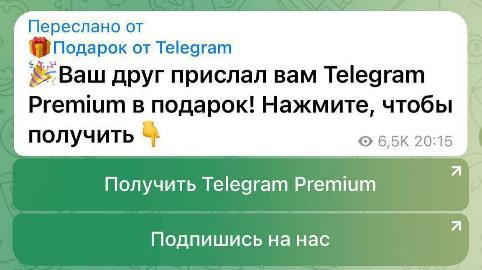 Переслано от
🎁Подарок от Telegram
🎉Ваш друг прислал вам Telegram
Premium в подарок! Нажмите, чтобы
получить 👇
6,5K 20:15
Получить Telegram Premium
Подпишись на нас